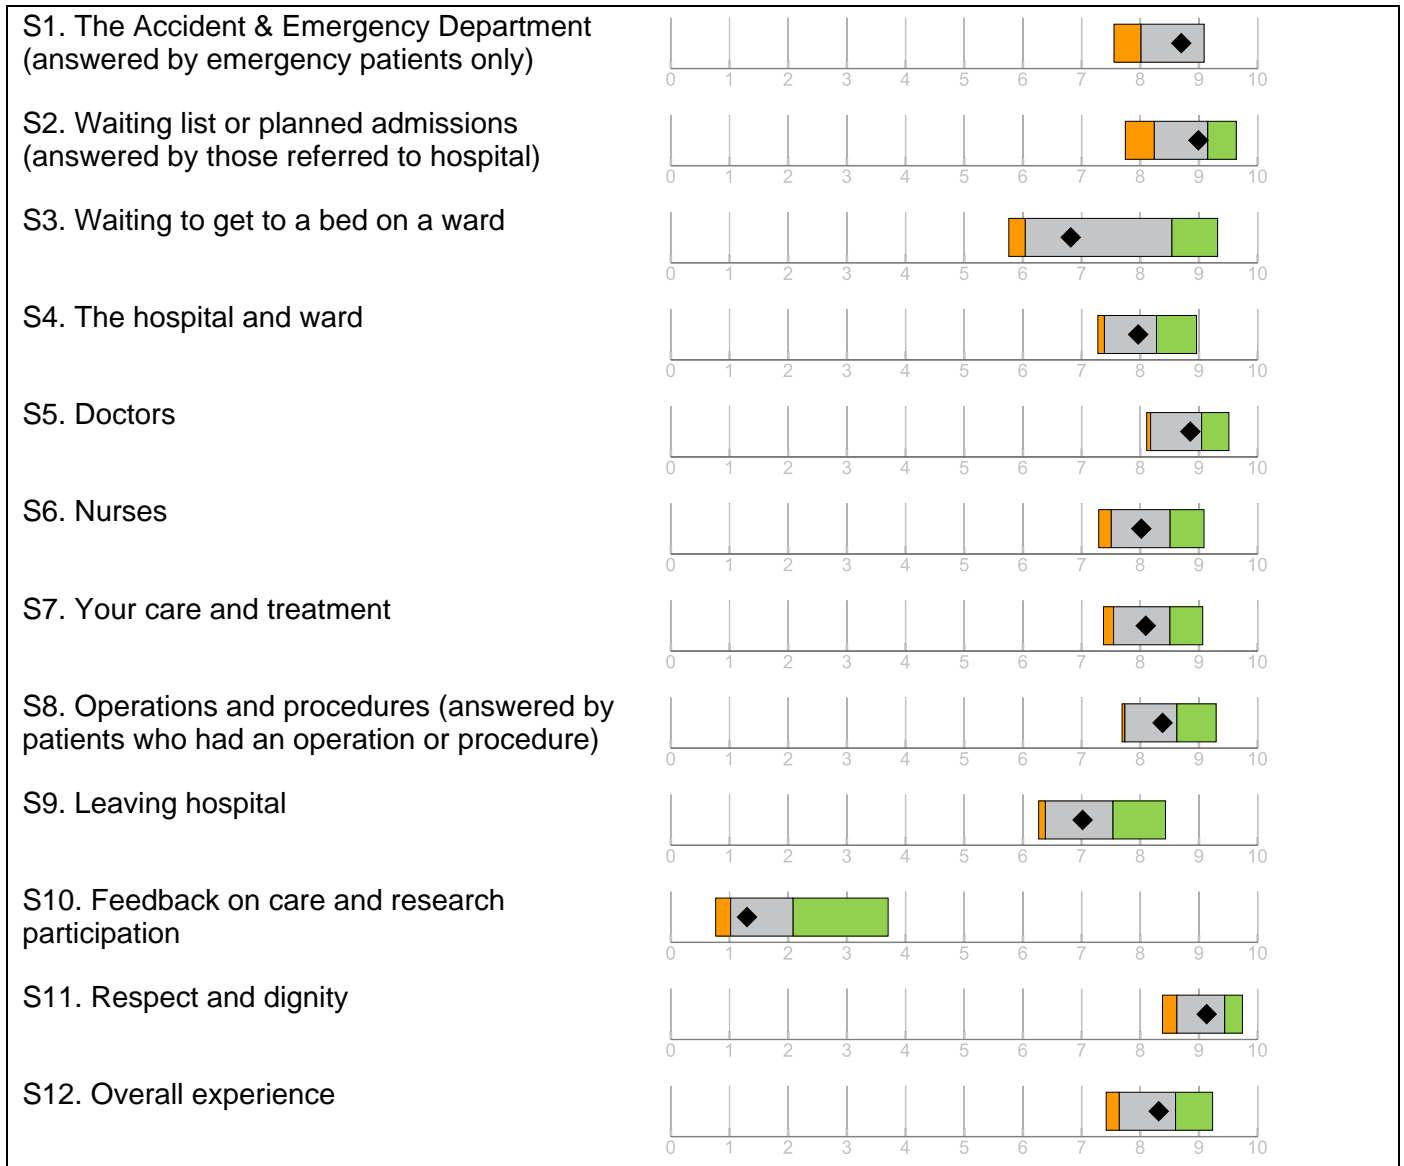 S1. The Accident & Emergency Department
(answered by emergency patients only)
0 1 2 3 4 5 6 7 8 9 10
S2. Waiting list or planned admissions
(answered by those referred to hospital)
0 1 2 3 4 5 6 7 8 9 10
S3. Waiting to get to a bed on a ward
0 1 2 3 4 5 6 7 8 9 10
S4. The hospital and ward
0 1 2 3 4 5 6 7 8 9 10
S5. Doctors
0 1 2 3 4 5 6 7 8 9 10
S6. Nurses
0 1 2 3 4 5 6 7 8 9 10
S7. Your care and treatment
0 1 2 3 4 5 6 7 8 9 10
S8. Operations and procedures (answered by
patients who had an operation or procedure)
0 1 2 3 4 5 6 7 8 9 10
S9. Leaving hospital
0 1 2 3 4 5 6 7 8 9 10
S10. Feedback on care and research
participation
0 1 2 3 4 5 6 7 8 9 10
S11. Respect and dignity
0 1 2 3 4 5 6 7 8 9 10
S12. Overall experience
0 1 2 3 4 5 6 7 8 9 10